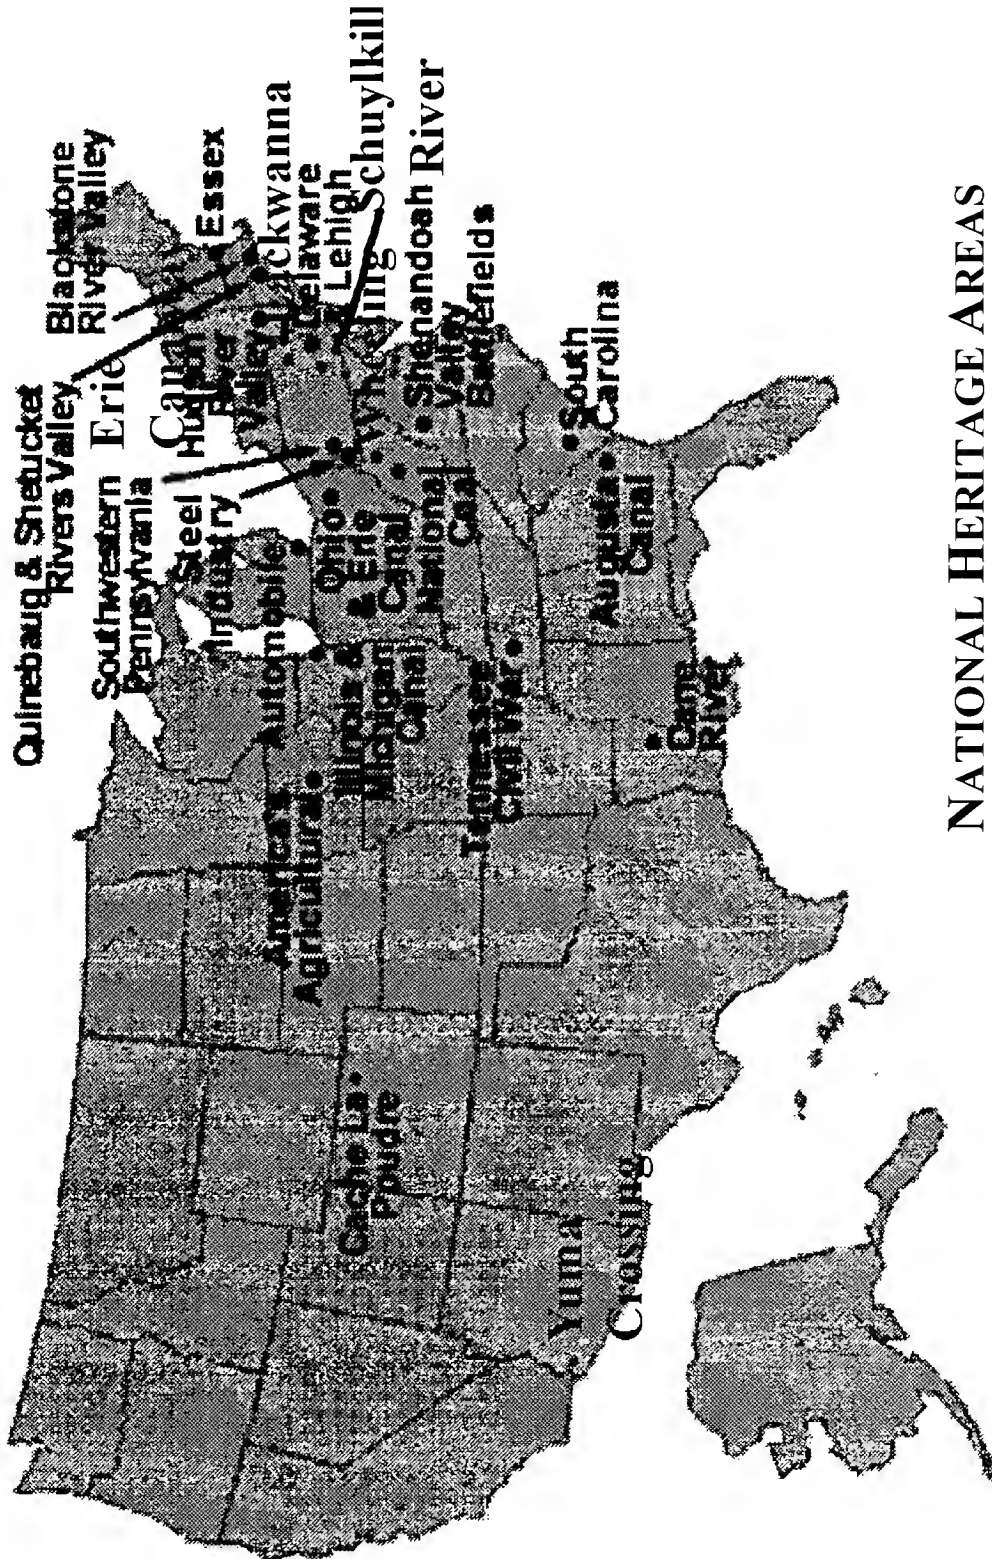 Quinebaug & Shetucket
Rivers Valley
Blackstone
River Valley
Essex
Erie
Southwestern
Pennsylvania
Hudson
River
Valley
Steel
Industry
Delaware
Lehigh
Schuylkill
River
Wheeling
Shenandoah
Valley
Battlefields
Automobile
Ohio
& Erie
Canal
National
Coal
America's
Agricultural
Illinois &
Michigan
Canal
South
Carolina
Augusta
Canal
Tennessee
Civil War
Cane
River
Cache La
Poudre
Yuma
Crossing
NATIONAL HERITAGE AREAS